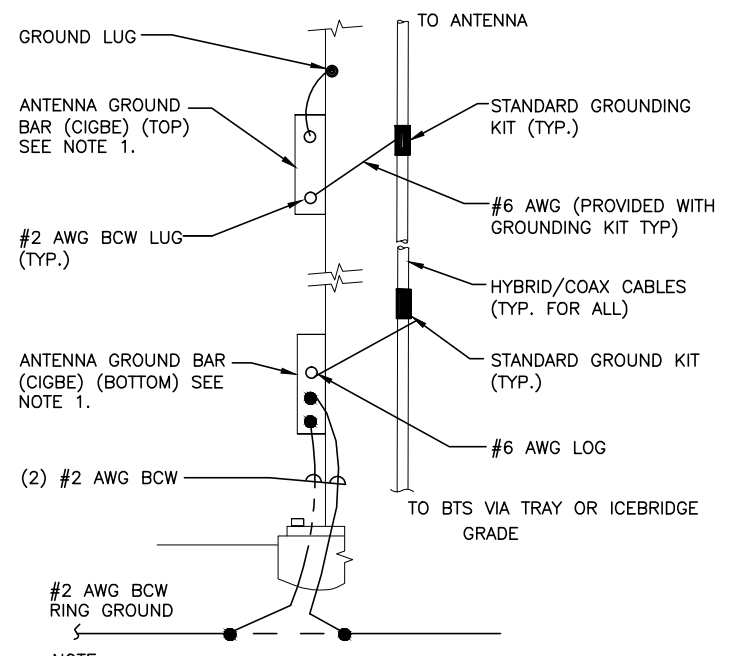 TO ANTENNA
GROUND LUG
ANTENNA GROUND
BAR (CIGBE) (TOP)
SEE NOTE 1.
STANDARD GROUNDING
KIT (TYP.)
#6 AWG (PROVIDED WITH
GROUNDING KIT TYP)
#2 AWG BCW LUG
(TYP.)
HYBRID/COAX CABLES
(TYP. FOR ALL)
ANTENNA GROUND BAR
(CIGBE) (BOTTOM) SEE
NOTE 1.
STANDARD GROUND KIT
(TYP.)
#6 AWG LOG
(2) #2 AWG BCW
TO BTS VIA TRAY OR ICEBRIDGE
GRADE
#2 AWG BCW
RING GROUND
NOTE